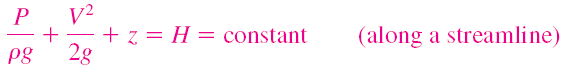 P/ρg + V²/2g + z = H = constant (along a streamline)